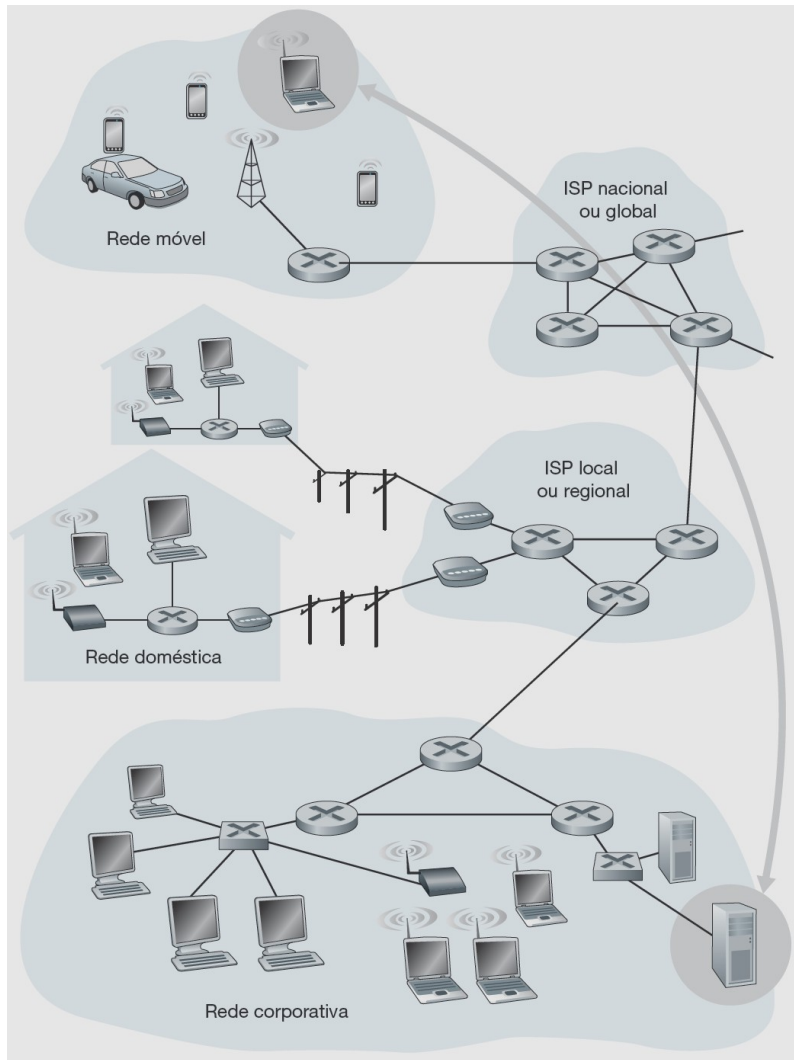 Rede móvel
ISP nacional
ou global
ISP local
ou regional
Rede doméstica
Rede corporativa